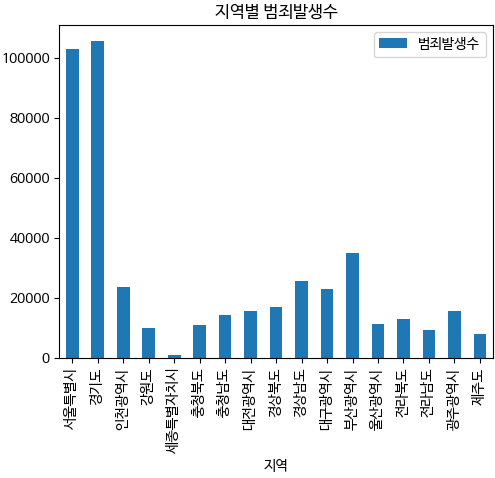 지역별 범죄발생수
범죄발생수
100000
80000
60000
40000
20000
0
서울특별시
경기도
인천광역시
강원도
세종특별자치시
충청북도
충청남도
대전광역시
경상북도
경상남도
대구광역시
부산광역시
울산광역시
전라북도
전라남도
광주광역시
제주도
지역